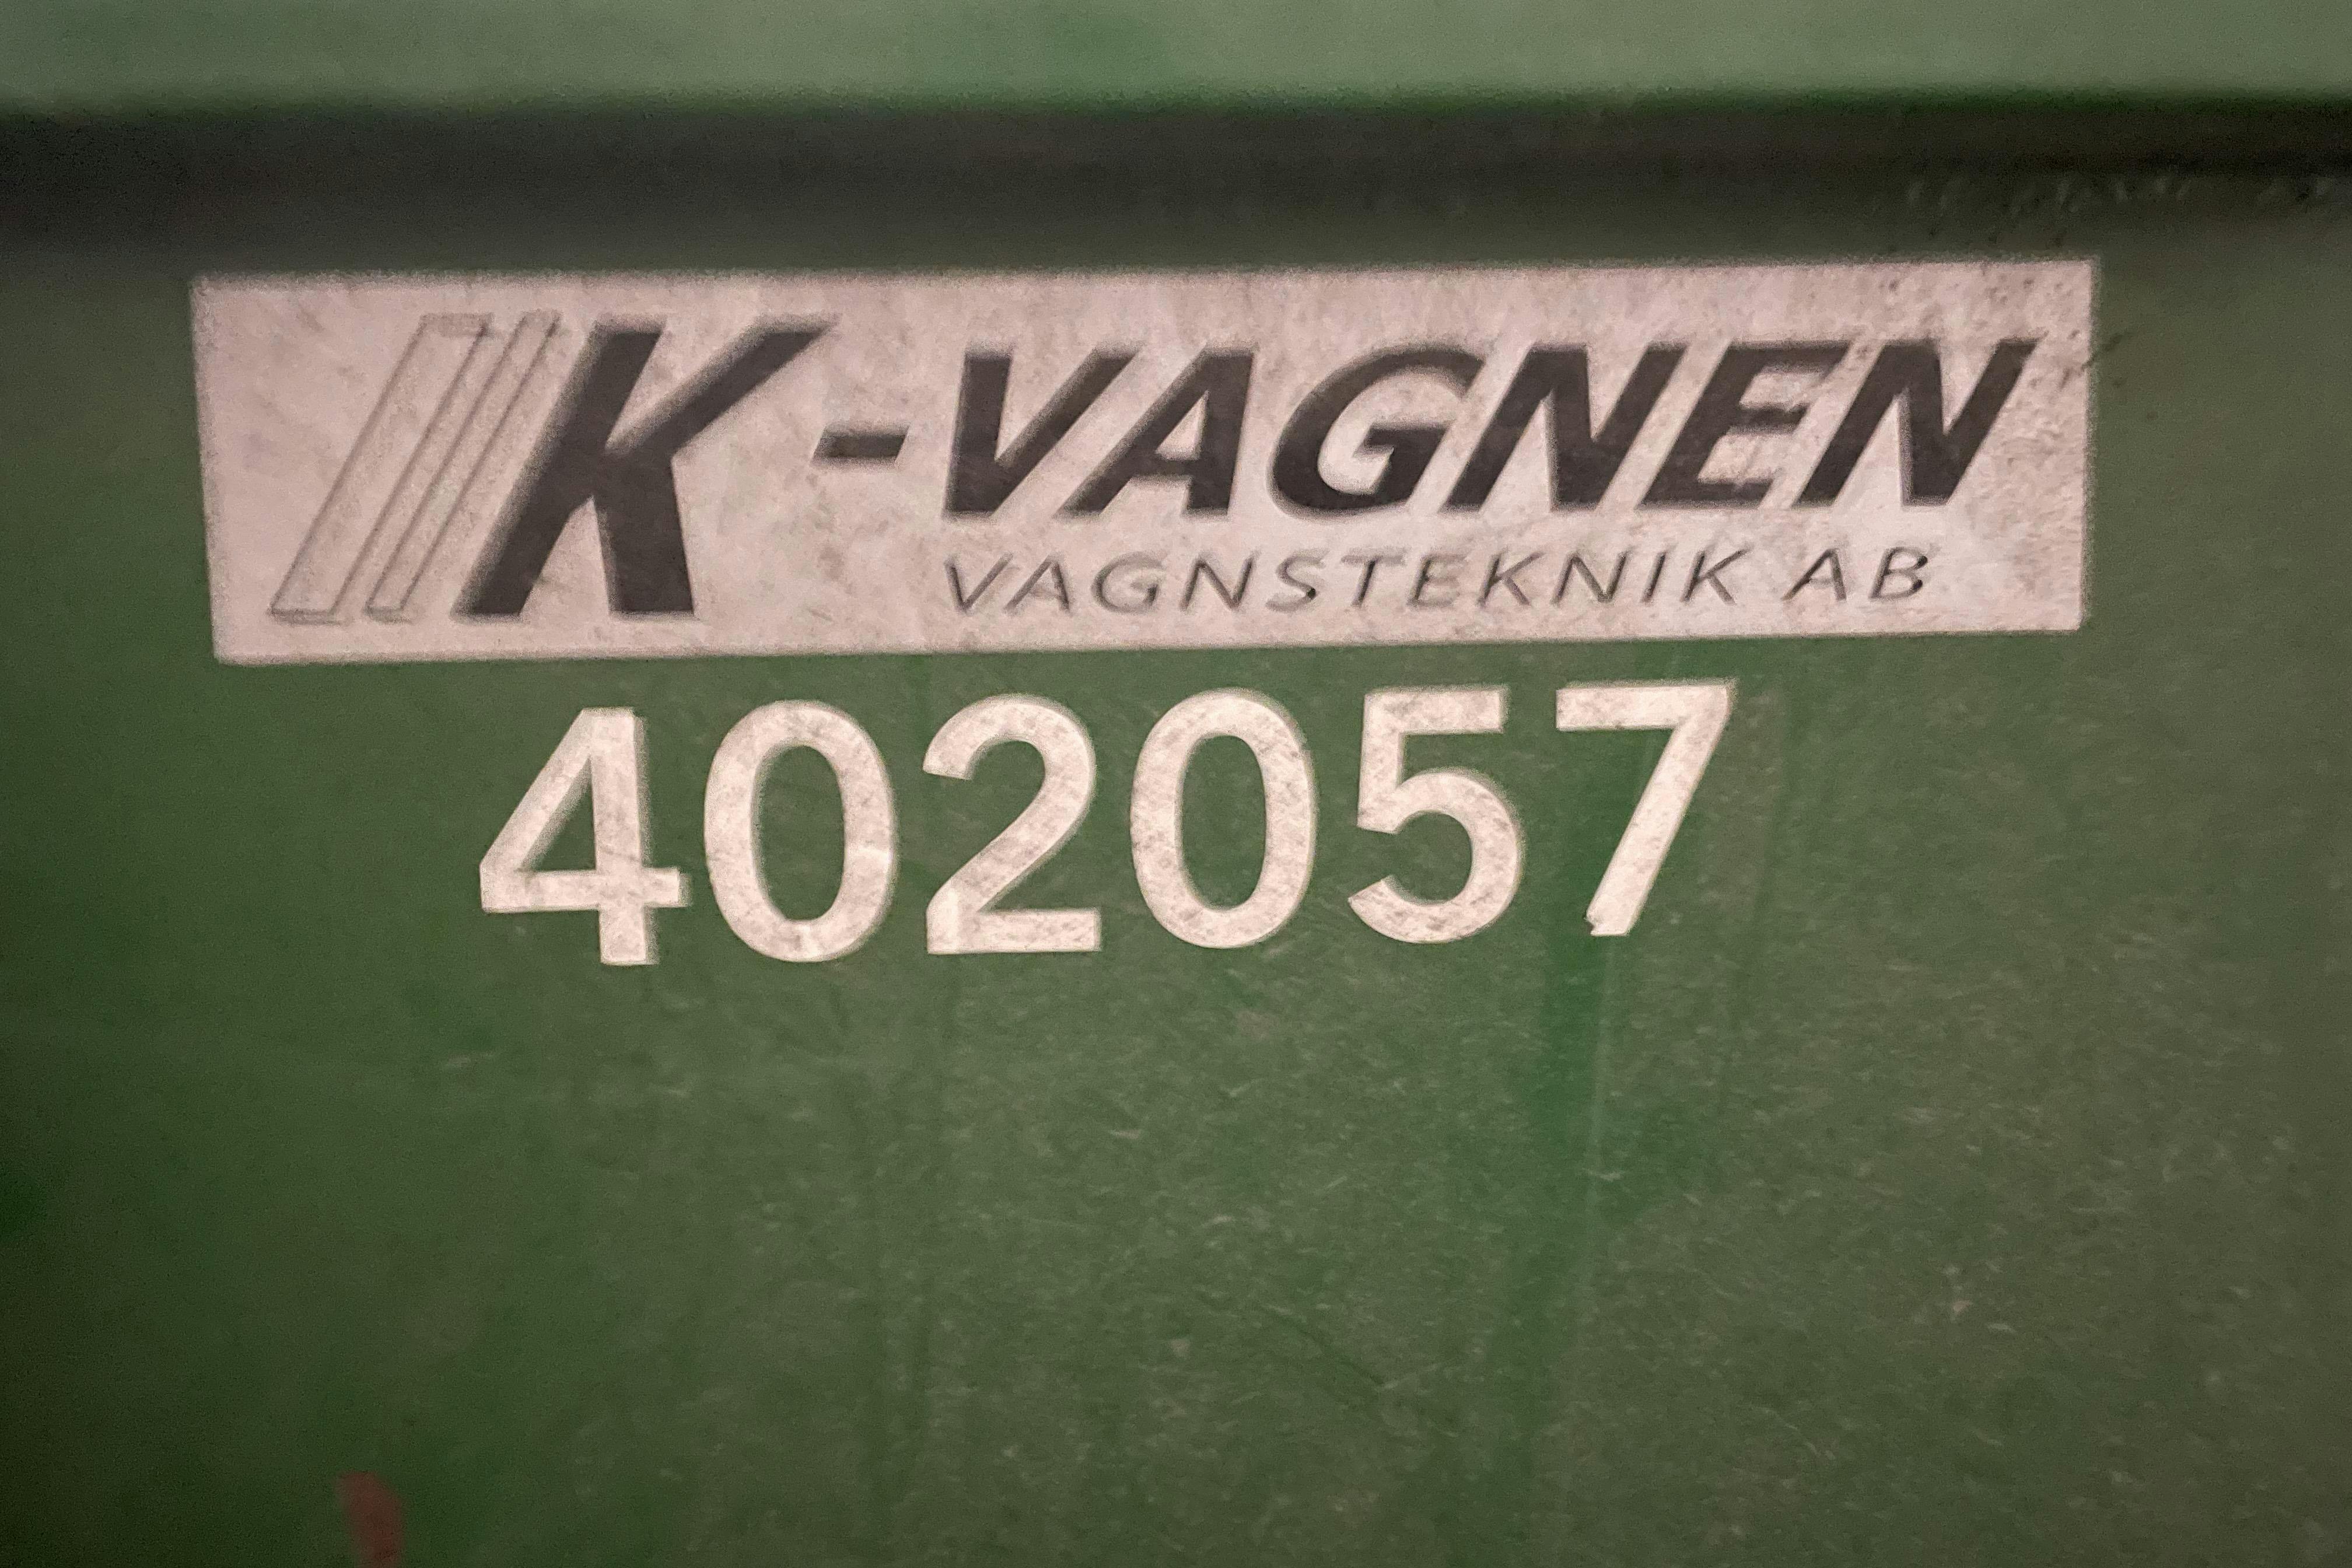 K-VAGNEN
VAGNSTEKNIK AB
402057